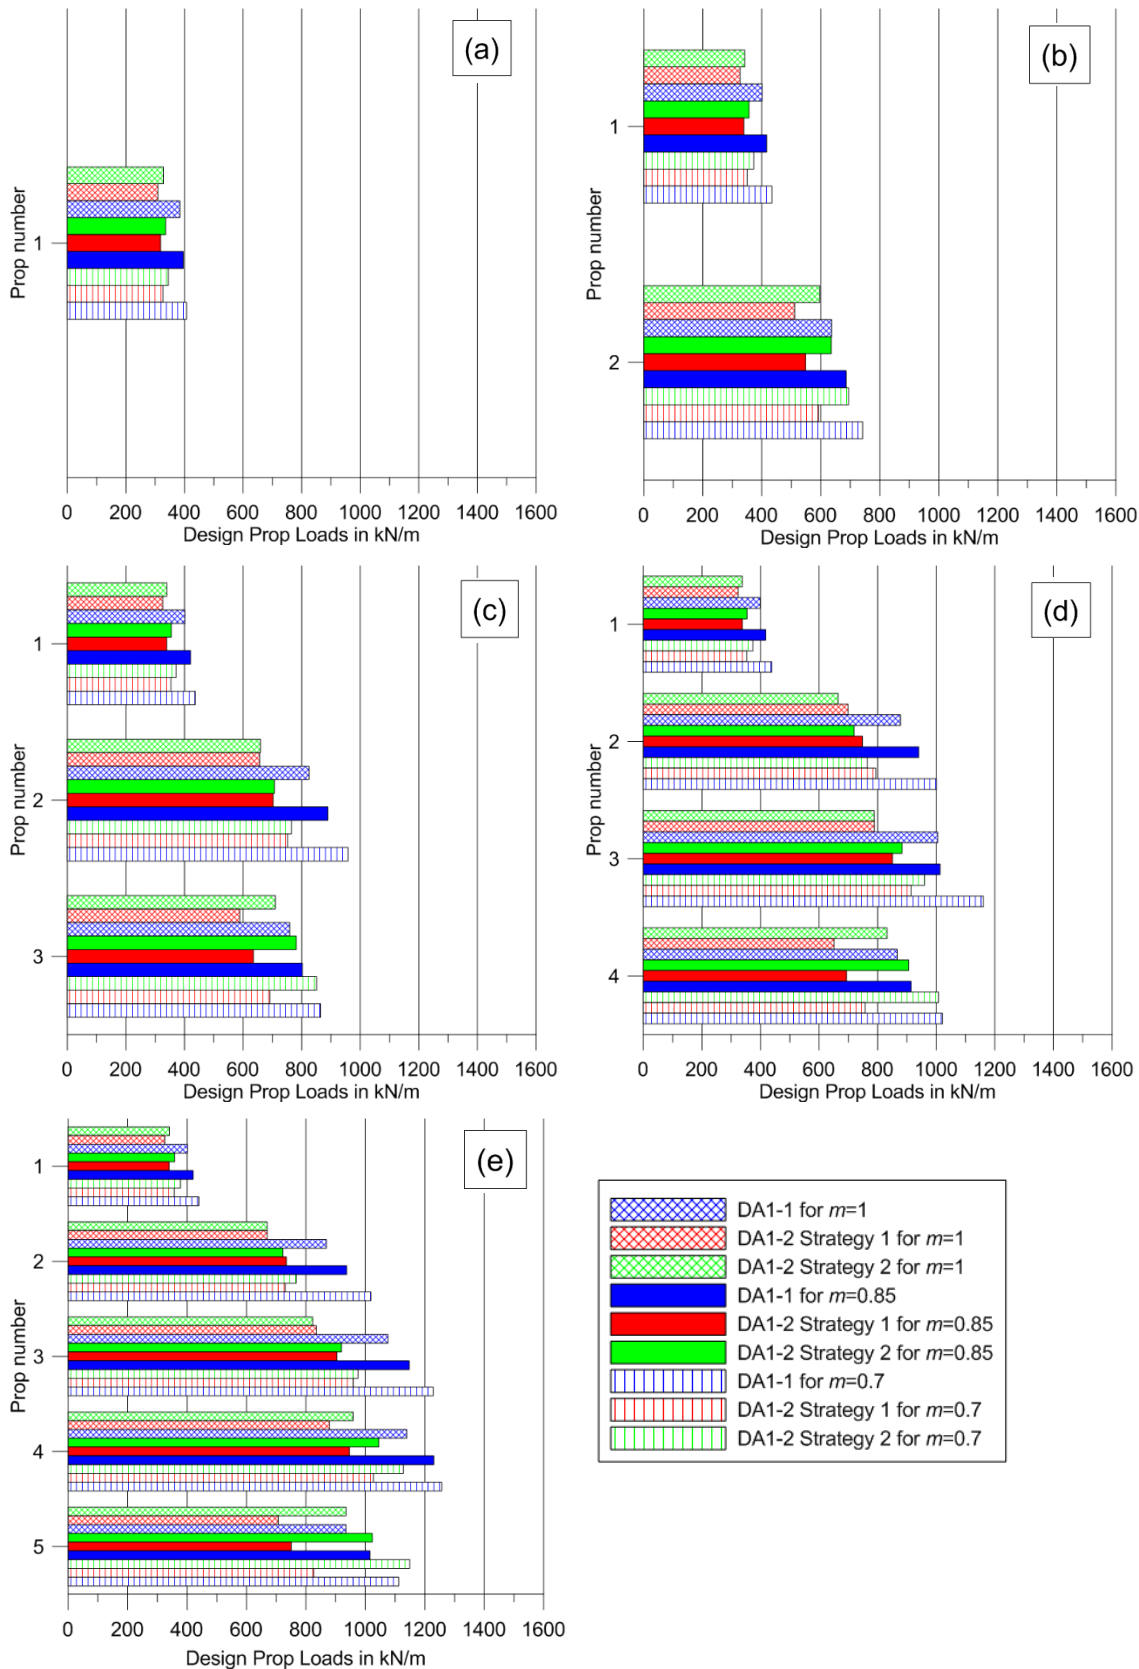 (a)
Prop number
1
0 200 400 600 800 1000 1200 1400 1600
Design Prop Loads in kN/m
(b)
Prop number
1
2
0 200 400 600 800 1000 1200 1400 1600
Design Prop Loads in kN/m
(c)
Prop number
1
2
3
0 200 400 600 800 1000 1200 1400 1600
Design Prop Loads in kN/m
(d)
Prop number
1
2
3
4
0 200 400 600 800 1000 1200 1400 1600
Design Prop Loads in kN/m
(e)
Prop number
1
2
3
4
5
0 200 400 600 800 1000 1200 1400 1600
Design Prop Loads in kN/m
DA1-1 for m=1
DA1-2 Strategy 1 for m=1
DA1-2 Strategy 2 for m=1
DA1-1 for m=0.85
DA1-2 Strategy 1 for m=0.85
DA1-2 Strategy 2 for m=0.85
DA1-1 for m=0.7
DA1-2 Strategy 1 for m=0.7
DA1-2 Strategy 2 for m=0.7